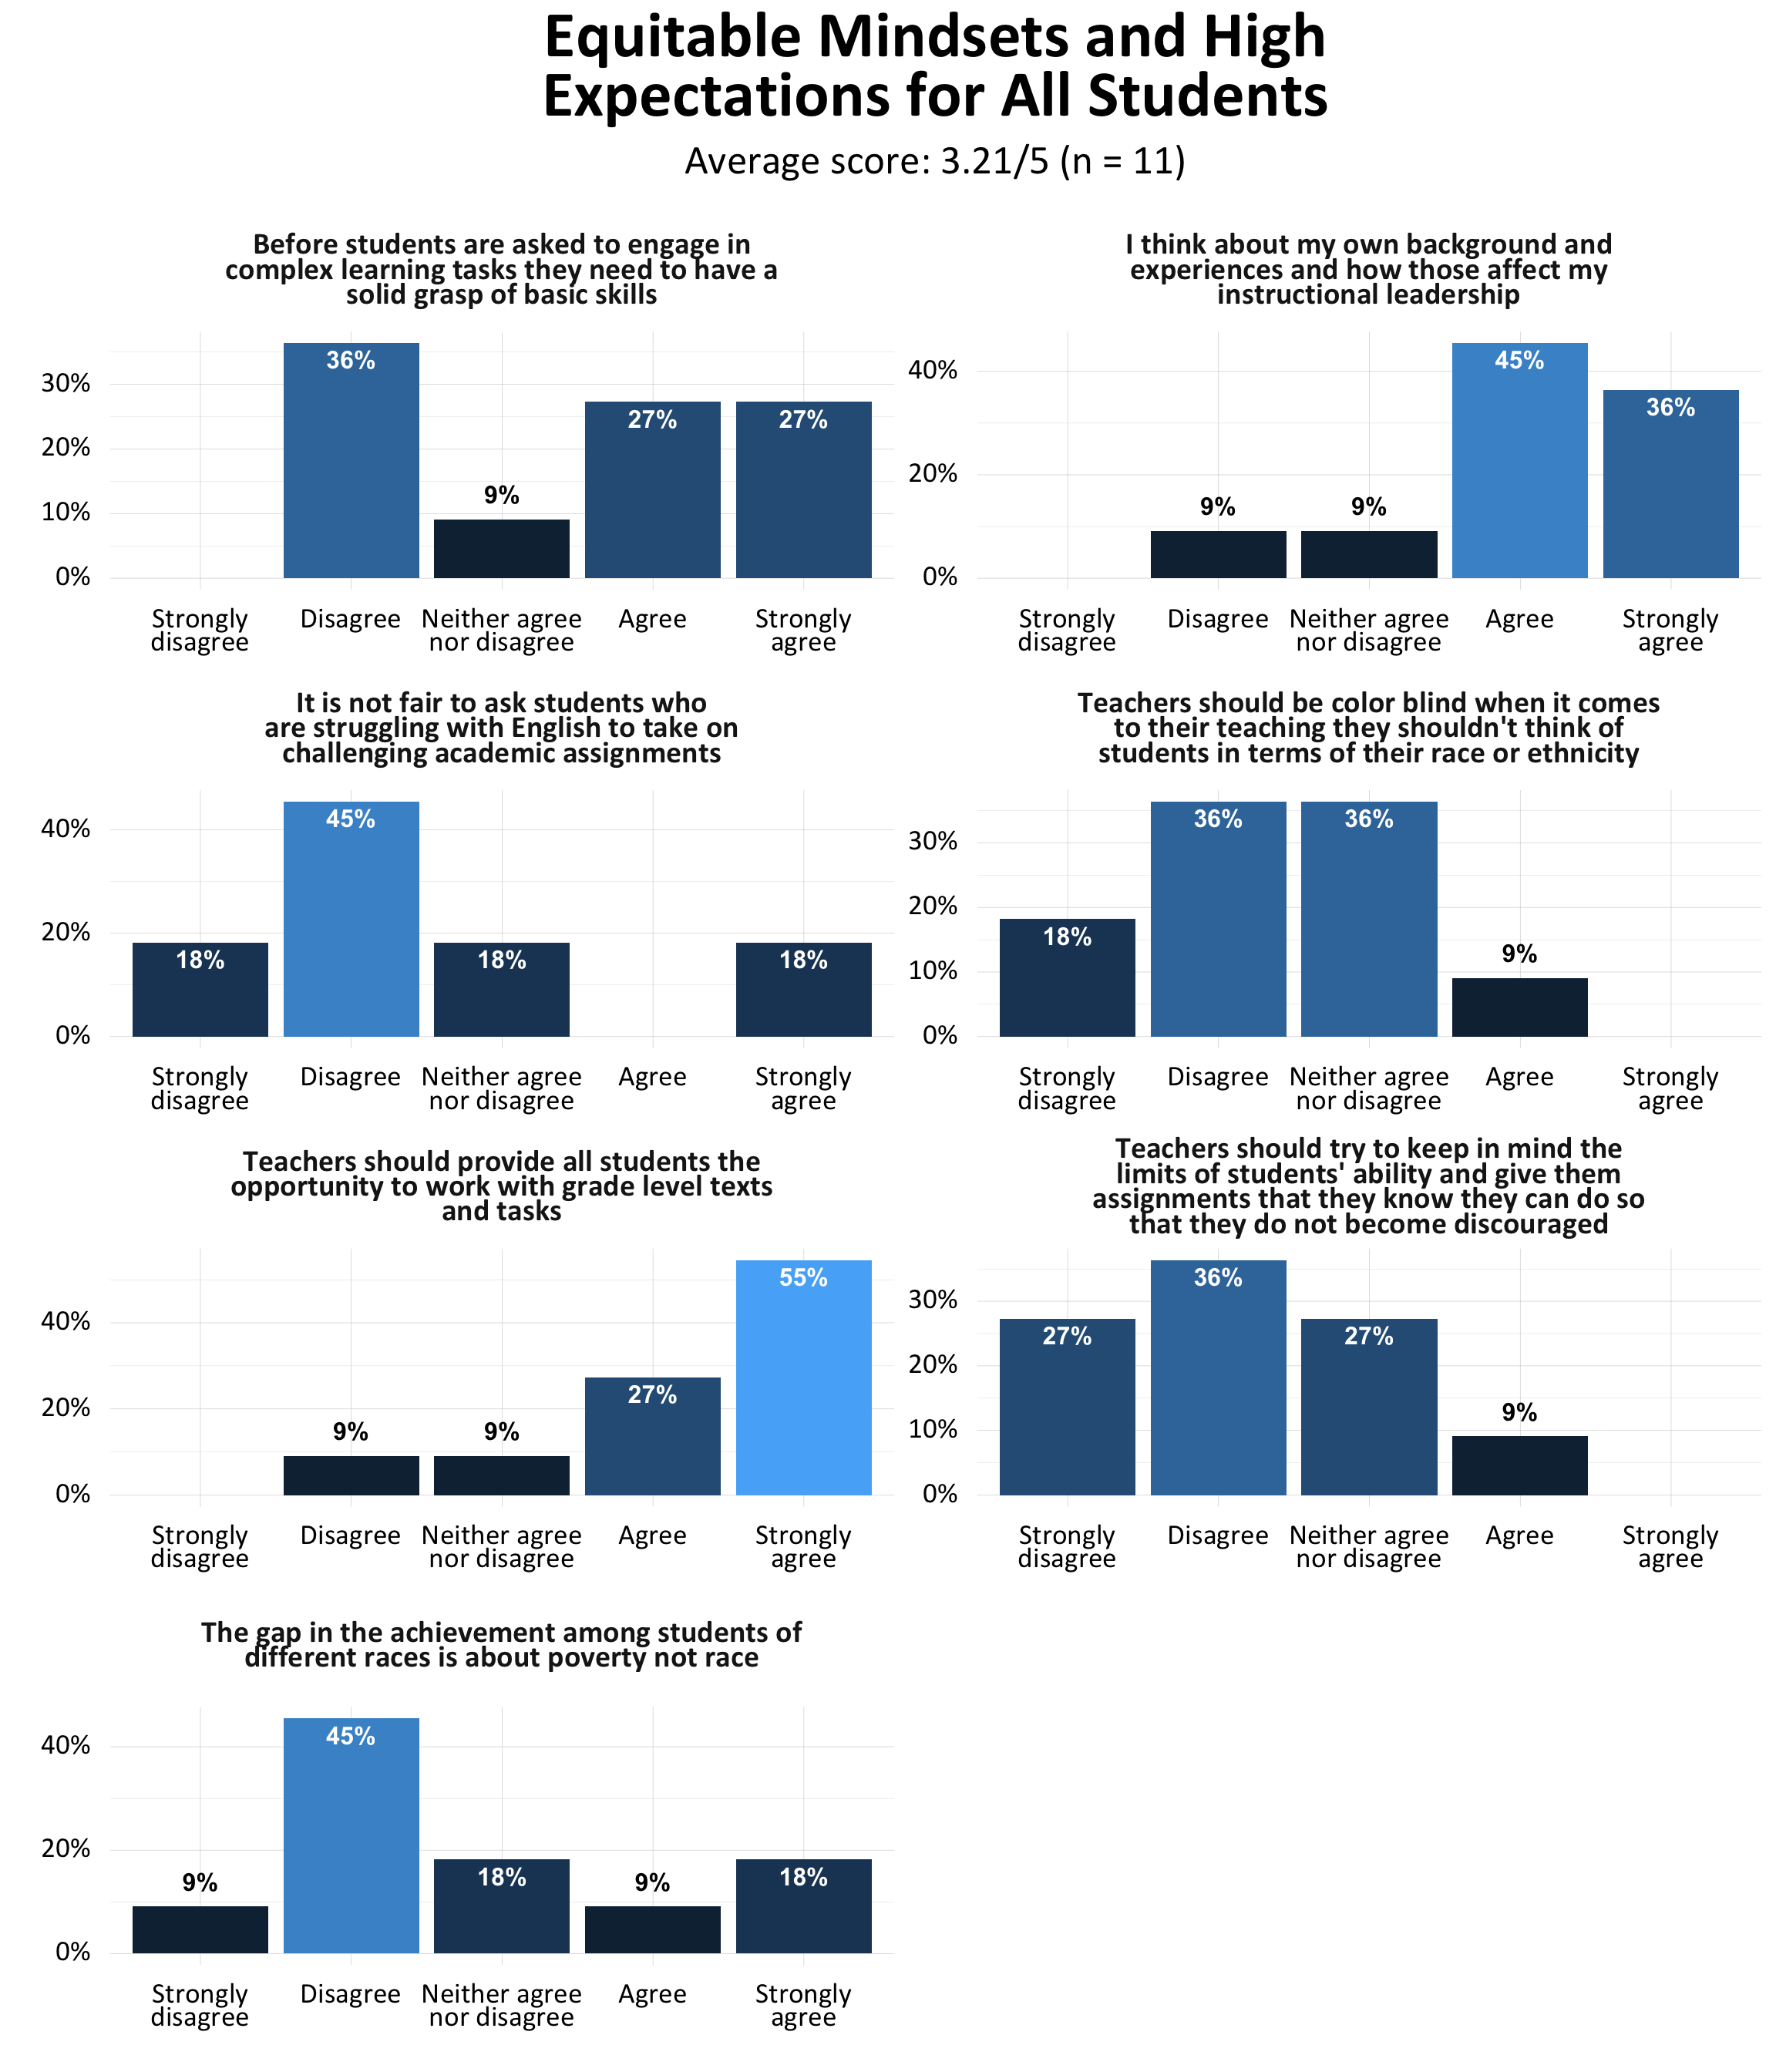 Equitable Mindsets and High
Expectations for All Students
Average score: 3.21/5 (n = 11)
Before students are asked to engage in
complex learning tasks they need to have a
solid grasp of basic skills
36%
9%
27%
27%
30%
20%
10%
0%
Strongly
disagree
Disagree
Neither agree
nor disagree
Agree
Strongly
agree
I think about my own background and
experiences and how those affect my
instructional leadership
9%
9%
45%
36%
40%
20%
0%
Strongly
disagree
Disagree
Neither agree
nor disagree
Agree
Strongly
agree
It is not fair to ask students who
are struggling with English to take on
challenging academic assignments
18%
45%
18%
18%
40%
20%
0%
Strongly
disagree
Disagree
Neither agree
nor disagree
Agree
Strongly
agree
Teachers should be color blind when it comes
to their teaching they shouldn't think of
students in terms of their race or ethnicity
18%
36%
36%
9%
30%
20%
10%
0%
Strongly
disagree
Disagree
Neither agree
nor disagree
Agree
Strongly
agree
Teachers should provide all students the
opportunity to work with grade level texts
and tasks
9%
9%
27%
55%
40%
20%
0%
Strongly
disagree
Disagree
Neither agree
nor disagree
Agree
Strongly
agree
Teachers should try to keep in mind the
limits of students' ability and give them
assignments that they know they can do so
that they do not become discouraged
27%
36%
27%
9%
30%
20%
10%
0%
Strongly
disagree
Disagree
Neither agree
nor disagree
Agree
Strongly
agree
The gap in the achievement among students of
different races is about poverty not race
9%
45%
18%
9%
18%
40%
20%
0%
Strongly
disagree
Disagree
Neither agree
nor disagree
Agree
Strongly
agree